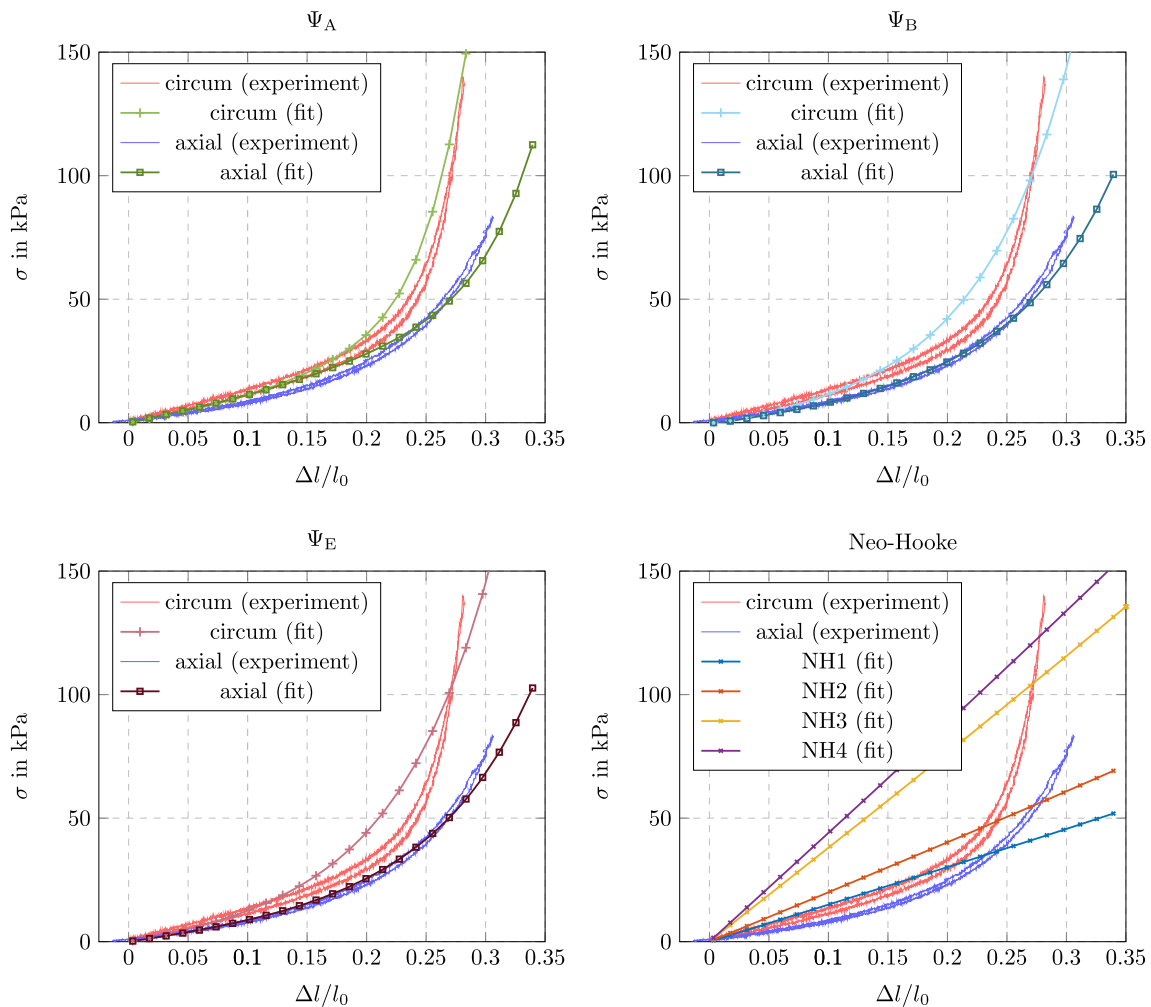 Ψ_A
150
100
50
0
σ in kPa
circum (experiment)
circum (fit)
axial (experiment)
axial (fit)
0 0.05 0.1 0.15 0.2 0.25 0.3 0.35
Δl/l_0
Ψ_B
150
100
50
0
σ in kPa
circum (experiment)
circum (fit)
axial (experiment)
axial (fit)
0 0.05 0.1 0.15 0.2 0.25 0.3 0.35
Δl/l_0
Ψ_E
150
100
50
0
σ in kPa
circum (experiment)
circum (fit)
axial (experiment)
axial (fit)
0 0.05 0.1 0.15 0.2 0.25 0.3 0.35
Δl/l_0
Neo-Hooke
150
100
50
0
σ in kPa
circum (experiment)
axial (experiment)
NH1 (fit)
NH2 (fit)
NH3 (fit)
NH4 (fit)
0 0.05 0.1 0.15 0.2 0.25 0.3 0.35
Δl/l_0